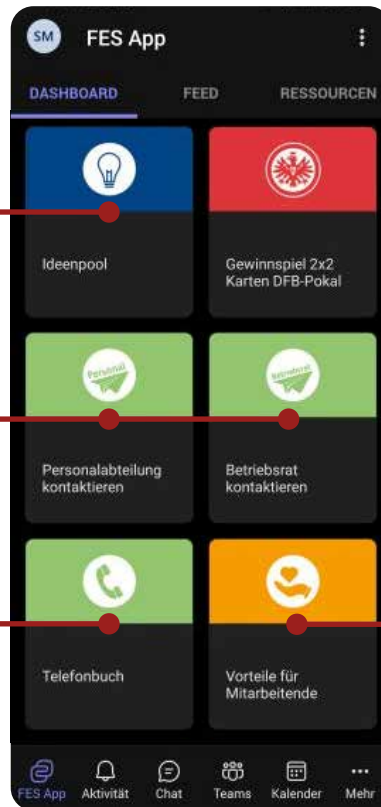 SM
FES App
DASHBOARD
FEED
RESSOURCEN
Ideenpool
Gewinnspiel 2x2
Karten DFB-Pokal
Personal
Betriebsrat
Personalabteilung
kontaktieren
Betriebsrat
kontaktieren
Telefonbuch
Vorteile für
Mitarbeitende
FES App
Aktivität
Chat
Teams
Kalender
Mehr